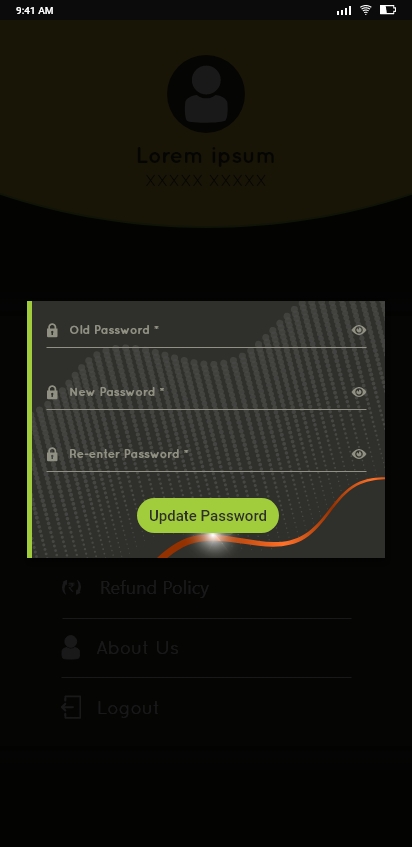 9:41 AM
Lorem ipsum
XXXXX XXXXX
Old Password *
New Password *
Re-enter Password *
Update Password
Refund Policy
About Us
Logout